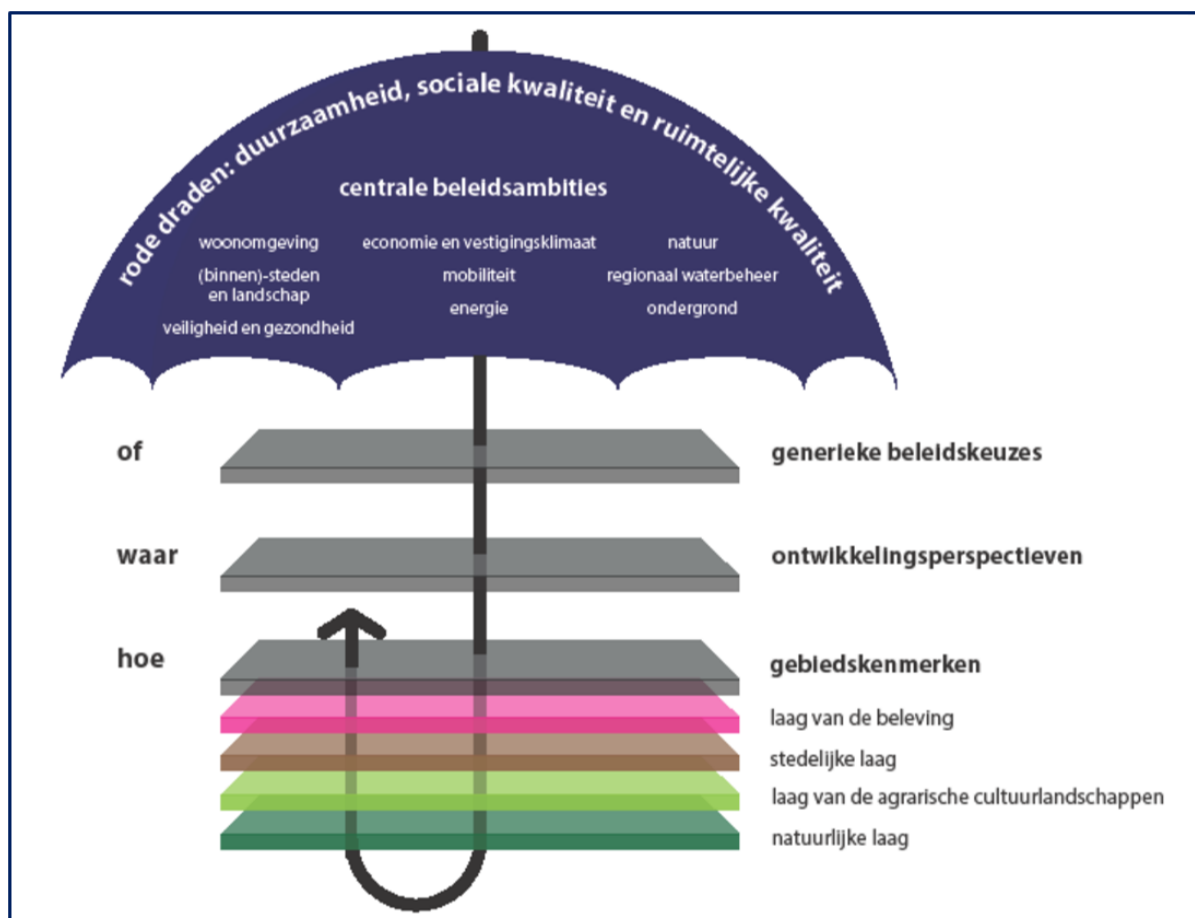 rode draden: duurzaamheid, sociale kwaliteit en ruimtelijke kwaliteit
centrale beleidsambities
woonomgeving
(binnen)-steden
en landschap
veiligheid en gezondheid
economie en vestigingsklimaat
mobiliteit
energie
natuur
regionaal waterbeheer
ondergrond
of
generieke beleidskeuzes
waar
ontwikkelingsperspectieven
hoe
gebiedskenmerken
laag van de beleving
stedelijke laag
laag van de agrarische cultuurlandschappen
natuurlijke laag